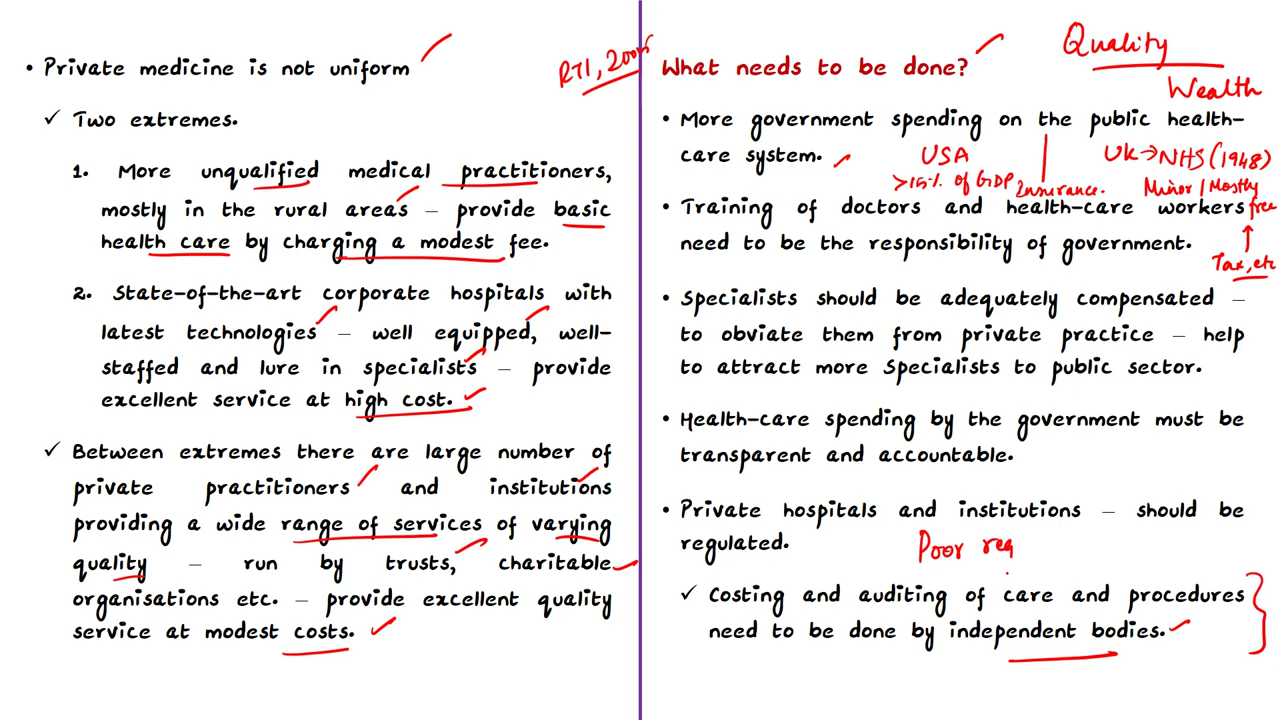 • Private medicine is not uniform
✓ Two extremes.
1. More unqualified medical practitioners,
mostly in the rural areas – provide basic
health care by charging a modest fee.
2. State-of-the-art corporate hospitals with
latest technologies – well equipped, well-
staffed and lure in specialists – provide
excellent service at high cost.
✓ Between extremes there are large number of
private practitioners and institutions
providing a wide range of services of varying
quality – run by trusts, charitable
organisations etc. – provide excellent quality
service at modest costs.
RTI, 2005
What needs to be done?
Quality
Wealth
• More government spending on the public health-
care system.
USA
>15% of GDP
Insurance.
UK → NHS (1948)
Minor / Mostly
free
Tax, etc
• Training of doctors and health-care workers
need to be the responsibility of government.
• Specialists should be adequately compensated –
to obviate them from private practice – help
to attract more specialists to public sector.
• Health-care spending by the government must be
transparent and accountable.
• Private hospitals and institutions – should be
regulated.
Poor reg
✓ Costing and auditing of care and procedures
need to be done by independent bodies.